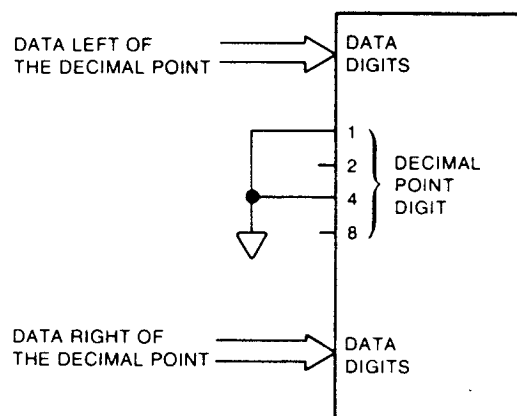 DATA LEFT OF
THE DECIMAL POINT
DATA
DIGITS
1
2
4
8
DECIMAL
POINT
DIGIT
DATA RIGHT OF
THE DECIMAL POINT
DATA
DIGITS